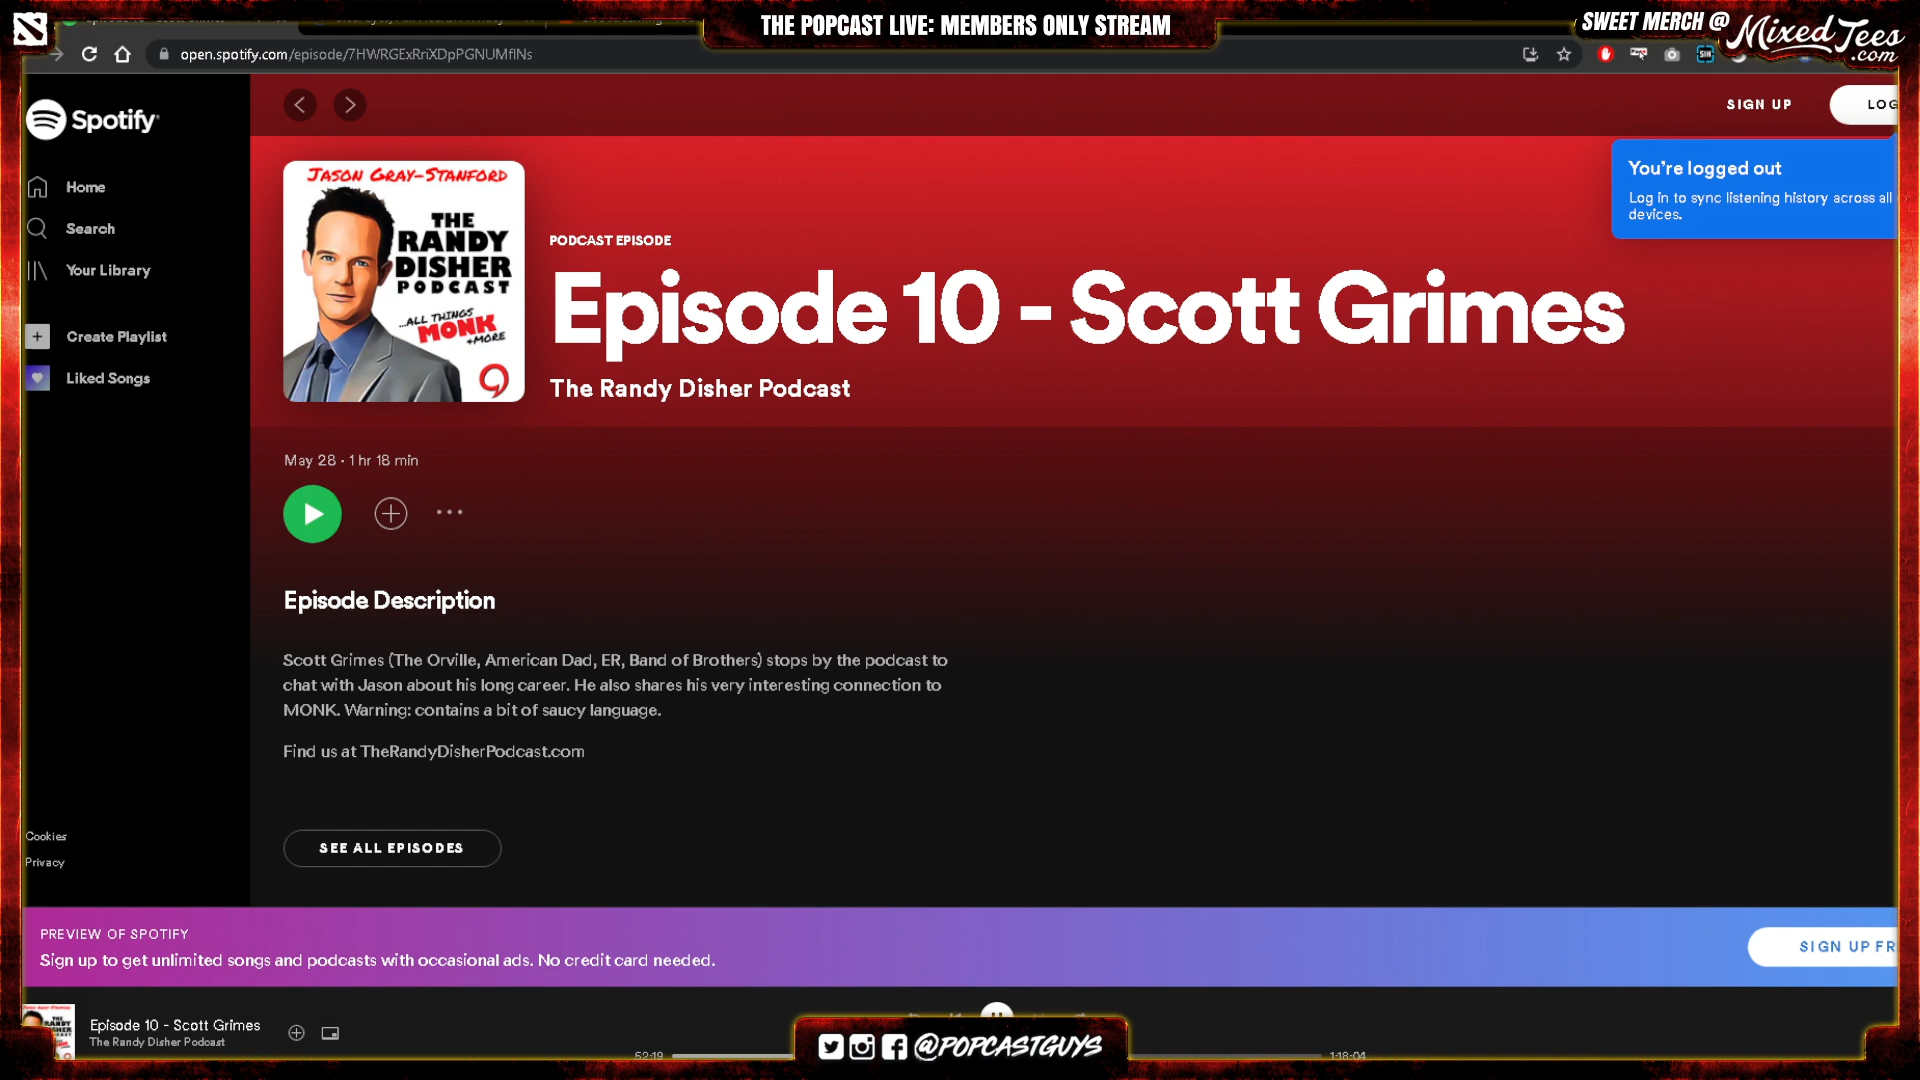 THE POPCAST LIVE: MEMBERS ONLY STREAM
SWEET MERCH @
MixedTees
.com
open.spotify.com/episode/7HWRGExRriXDpPGNUMfINs
Spotify
SIGN UP
LOG
You're logged out
Log in to sync listening history across all
devices.
Home
Search
Your Library
Create Playlist
Liked Songs
JASON GRAY-STANFORD
THE
RANDY
DISHER
PODCAST
...ALL THINGS
MONK
+MORE
PODCAST EPISODE
Episode 10 - Scott Grimes
The Randy Disher Podcast
May 28 · 1 hr 18 min
Episode Description
Scott Grimes (The Orville, American Dad, ER, Band of Brothers) stops by the podcast to
chat with Jason about his long career. He also shares his very interesting connection to
MONK. Warning: contains a bit of saucy language.
Find us at TheRandyDisherPodcast.com
SEE ALL EPISODES
Cookies
Privacy
PREVIEW OF SPOTIFY
Sign up to get unlimited songs and podcasts with occasional ads. No credit card needed.
SIGN UP FR
Episode 10 - Scott Grimes
The Randy Disher Podcast
52:19
1:18:04
@POPCASTGUYS